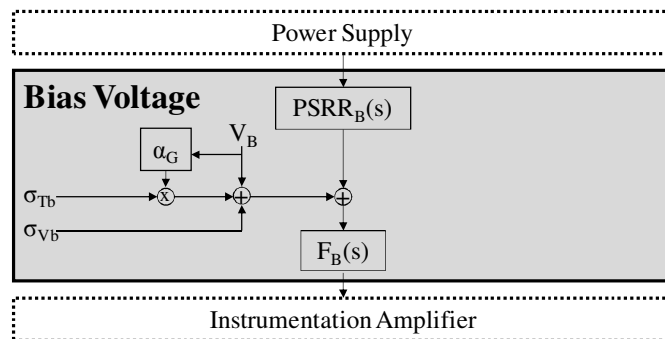 Power Supply
Bias Voltage
PSRR_B(s)
V_B
α_G
σ_Tb
x
+
+
σ_Vb
F_B(s)
Instrumentation Amplifier